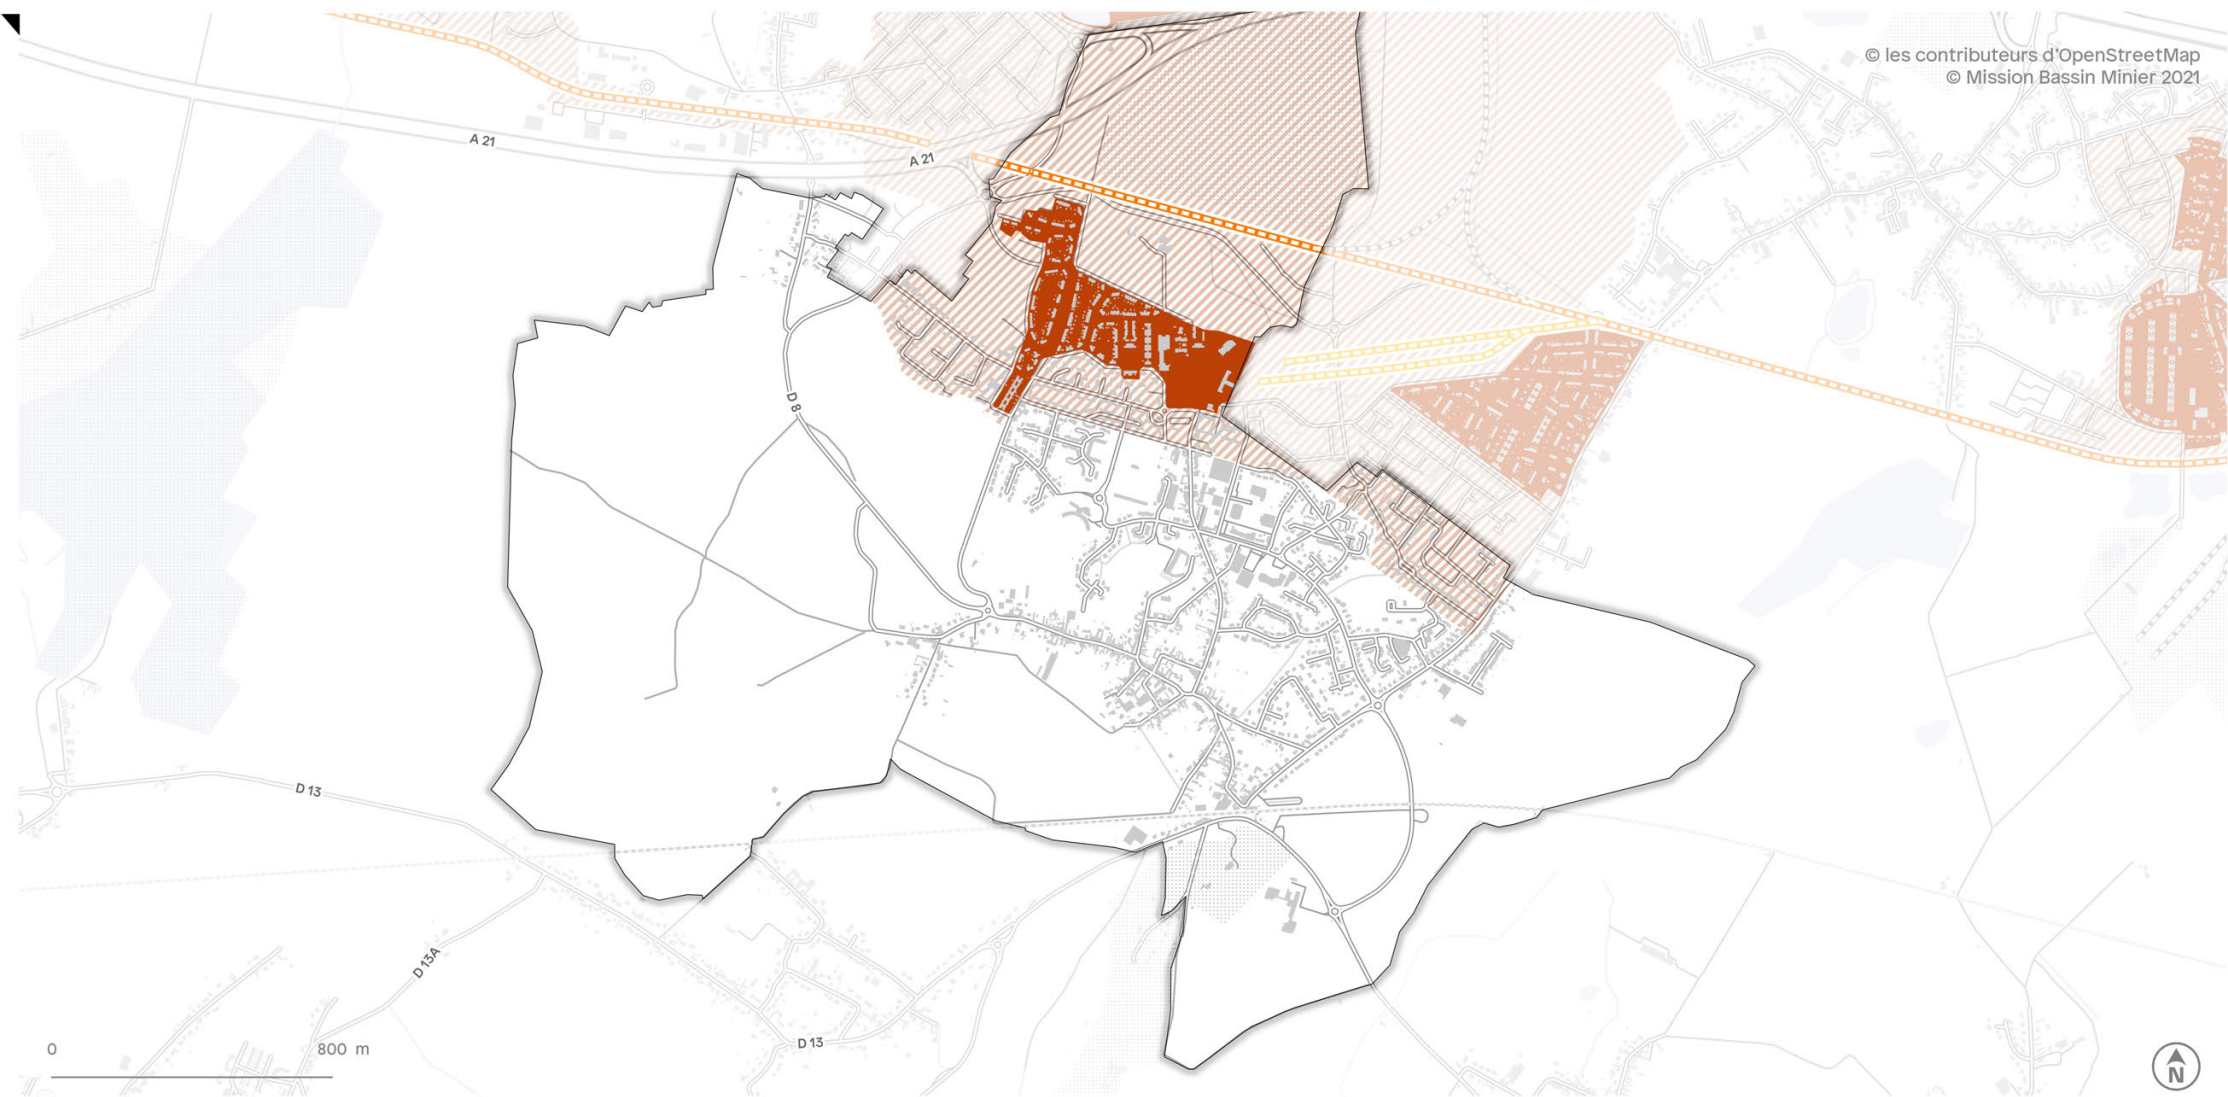 © les contributeurs d'OpenStreetMap
© Mission Bassin Minier 2021
A 21
A 21
D 8
D 13
D 13A
D 13
0 800 m
N